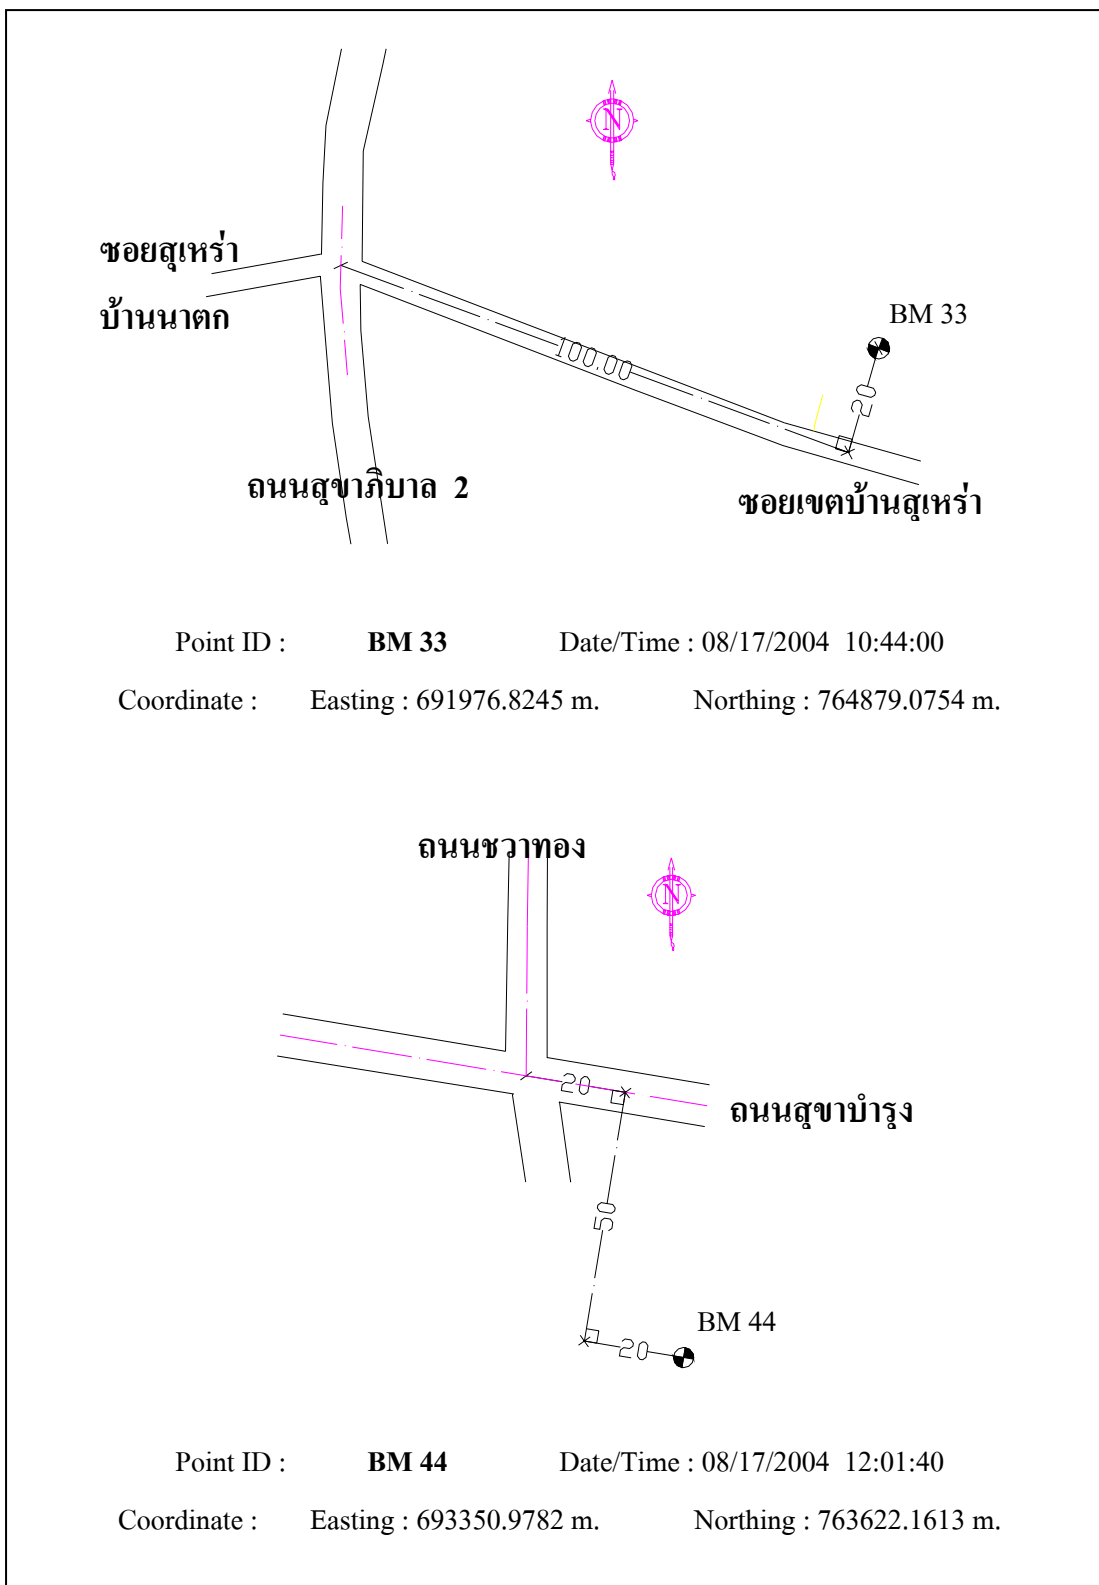 N
ซอยสุเหร่า
บ้านนาตก
BM 33
100.00
20
ถนนสุขาภิบาล 2
ซอยเขตบ้านสุเหร่า
Point ID : BM 33 Date/Time : 08/17/2004 10:44:00
Coordinate : Easting : 691976.8245 m. Northing : 764879.0754 m.
ถนนชวาทอง
N
20
ถนนสุขาบำรุง
50
BM 44
20
Point ID : BM 44 Date/Time : 08/17/2004 12:01:40
Coordinate : Easting : 693350.9782 m. Northing : 763622.1613 m.